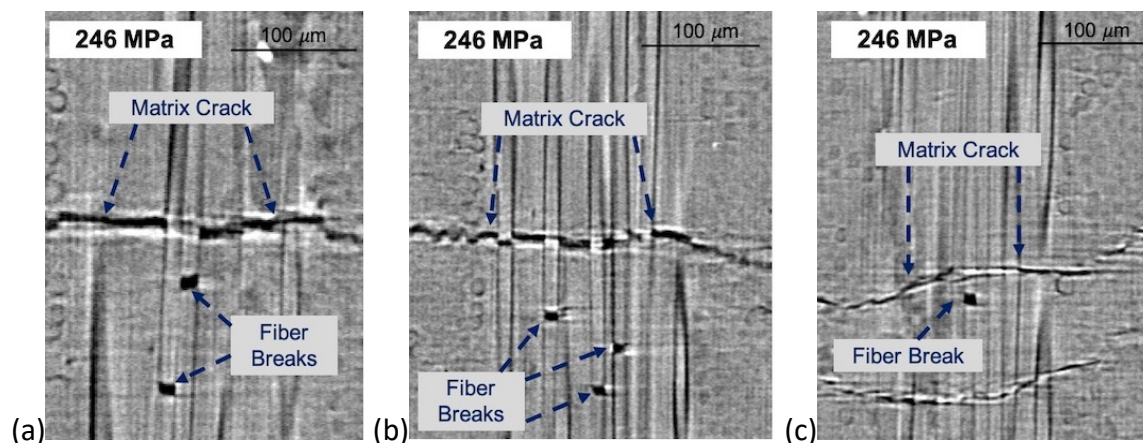 246 MPa
100 μm
Matrix Crack
Fiber
Breaks
(a)
246 MPa
100 μm
Matrix Crack
Fiber
Breaks
(b)
246 MPa
100 μm
Matrix Crack
Fiber Break
(c)